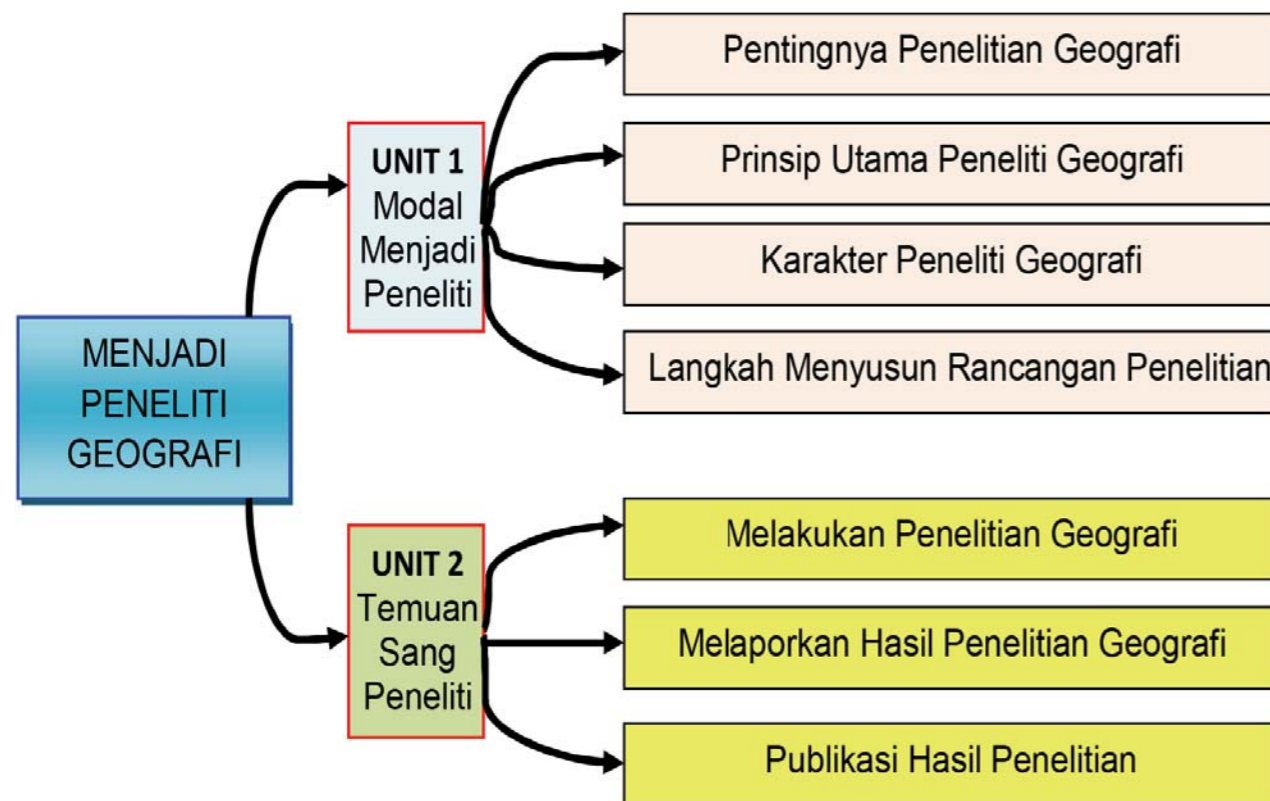 MENJADI
PENELITI
GEOGRAFI
UNIT 1
Modal
Menjadi
Peneliti
Pentingnya Penelitian Geografi
Prinsip Utama Peneliti Geografi
Karakter Peneliti Geografi
Langkah Menyusun Rancangan Penelitian
UNIT 2
Temuan
Sang
Peneliti
Melakukan Penelitian Geografi
Melaporkan Hasil Penelitian Geografi
Publikasi Hasil Penelitian